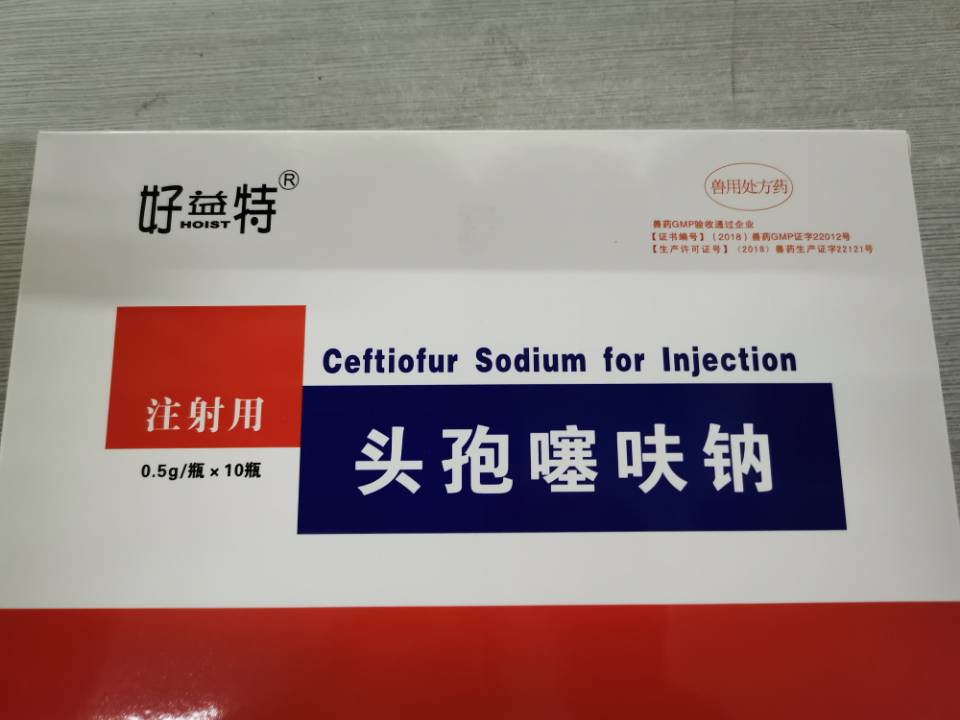 好益特®
HOIST
兽用处方药
兽药GMP验收通过企业
【证书编号】(2018)兽药GMP证字22012号
【生产许可证号】(2018)兽药生产证字22121号
Ceftiofur Sodium for Injection
注射用
头孢噻呋钠
0.5g/瓶×10瓶